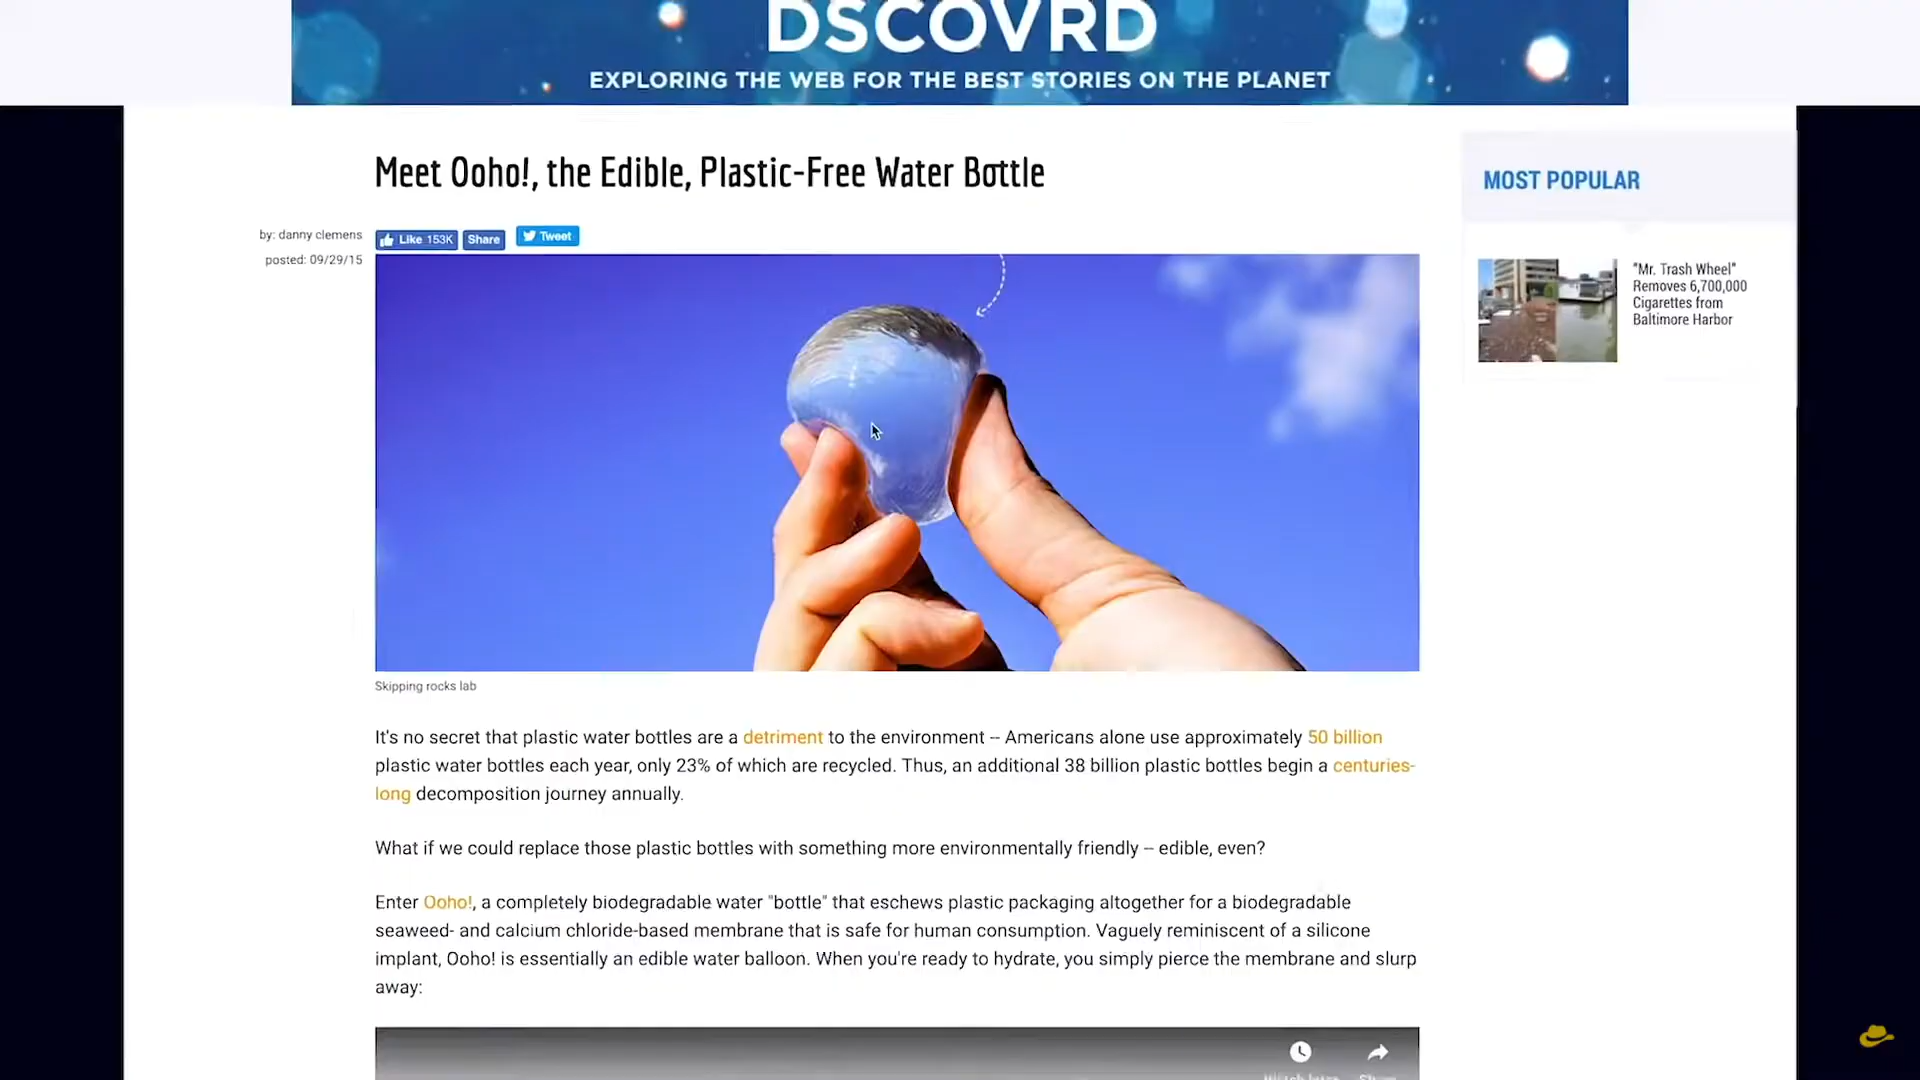 DSCOVRD
EXPLORING THE WEB FOR THE BEST STORIES ON THE PLANET
Meet Ooho!, the Edible, Plastic-Free Water Bottle
by: danny clemens
posted: 09/29/15
Like 153K
Share
Tweet
Skipping rocks lab
It's no secret that plastic water bottles are a detriment to the environment -- Americans alone use approximately 50 billion
plastic water bottles each year, only 23% of which are recycled. Thus, an additional 38 billion plastic bottles begin a centuries-
long decomposition journey annually.
What if we could replace those plastic bottles with something more environmentally friendly -- edible, even?
Enter Ooho!, a completely biodegradable water "bottle" that eschews plastic packaging altogether for a biodegradable
seaweed- and calcium chloride-based membrane that is safe for human consumption. Vaguely reminiscent of a silicone
implant, Ooho! is essentially an edible water balloon. When you're ready to hydrate, you simply pierce the membrane and slurp
away:
MOST POPULAR
"Mr. Trash Wheel"
Removes 6,700,000
Cigarettes from
Baltimore Harbor